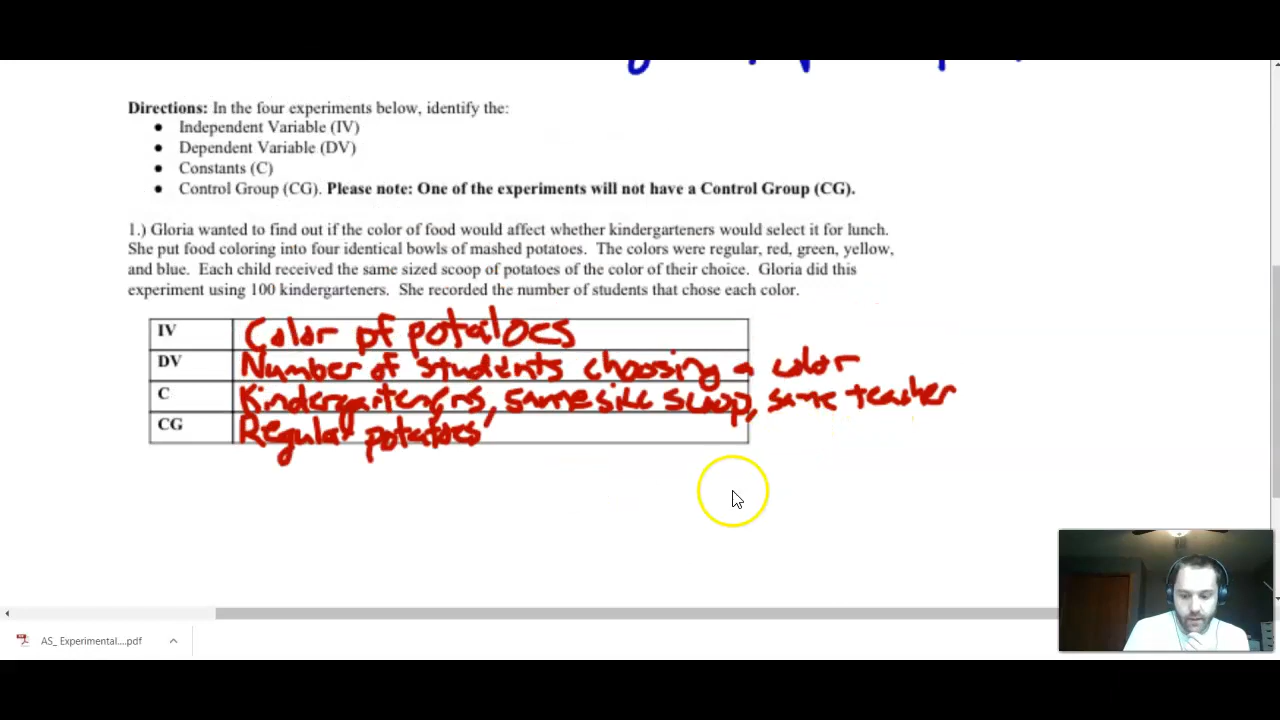 Directions: In the four experiments below, identify the:
• Independent Variable (IV)
• Dependent Variable (DV)
• Constants (C)
• Control Group (CG). Please note: One of the experiments will not have a Control Group (CG).
1.) Gloria wanted to find out if the color of food would affect whether kindergarteners would select it for lunch.
She put food coloring into four identical bowls of mashed potatoes. The colors were regular, red, green, yellow,
and blue. Each child received the same sized scoop of potatoes of the color of their choice. Gloria did this
experiment using 100 kindergarteners. She recorded the number of students that chose each color.
IV Color of potatoes
DV Number of students choosing a color
C Kindergarteners, same size scoop, same teacher
CG Regular potatoes
AS_ Experimental....pdf